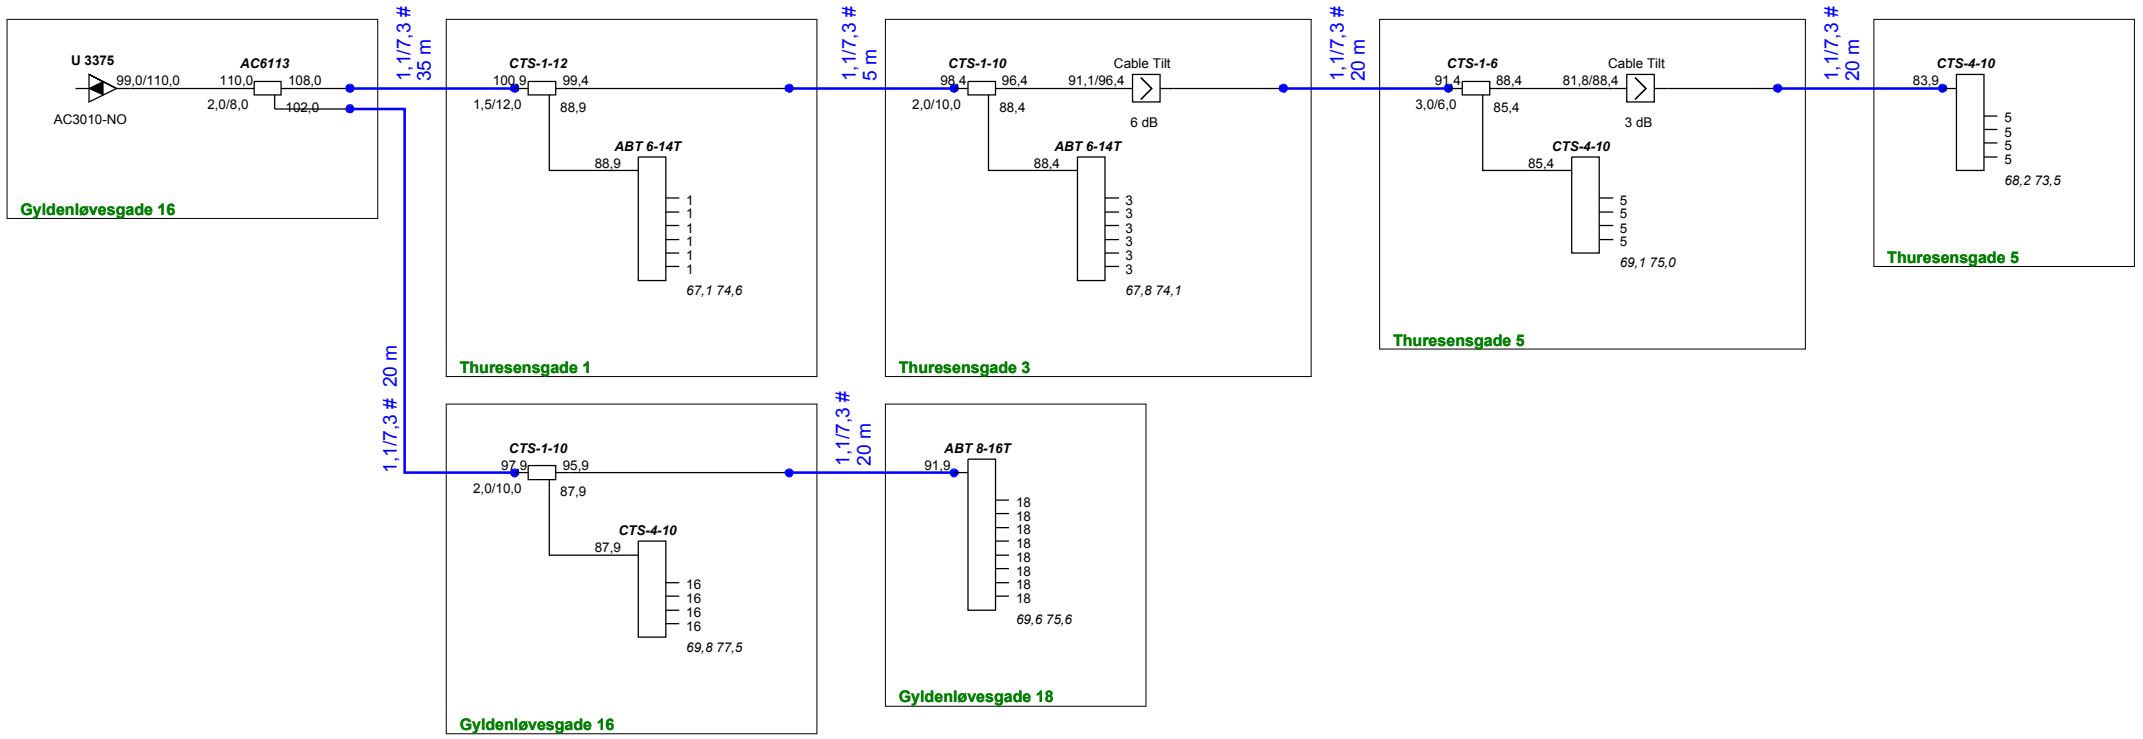 U 3375
99,0/110,0
AC3010-NO
AC6113
110,0
108,0
2,0/8,0
102,0
Gyldenløvesgade 16
1,1/7,3 #
35 m
CTS-1-12
100,9
99,4
1,5/12,0
88,9
ABT 6-14T
88,9
1
1
1
1
1
1
67,1 74,6
Thuresensgade 1
1,1/7,3 #
5 m
CTS-1-10
98,4
96,4
2,0/10,0
88,4
91,1/96,4
Cable Tilt
6 dB
ABT 6-14T
88,4
3
3
3
3
3
3
67,8 74,1
Thuresensgade 3
1,1/7,3 #
20 m
CTS-1-6
91,4
88,4
3,0/6,0
85,4
81,8/88,4
Cable Tilt
3 dB
CTS-4-10
85,4
5
5
5
5
69,1 75,0
Thuresensgade 5
1,1/7,3 #
20 m
CTS-4-10
83,9
5
5
5
5
68,2 73,5
Thuresensgade 5
1,1/7,3 # 20 m
CTS-1-10
97,9
95,9
2,0/10,0
87,9
CTS-4-10
87,9
16
16
16
16
69,8 77,5
Gyldenløvesgade 16
1,1/7,3 #
20 m
ABT 8-16T
91,9
18
18
18
18
18
18
18
18
69,6 75,6
Gyldenløvesgade 18